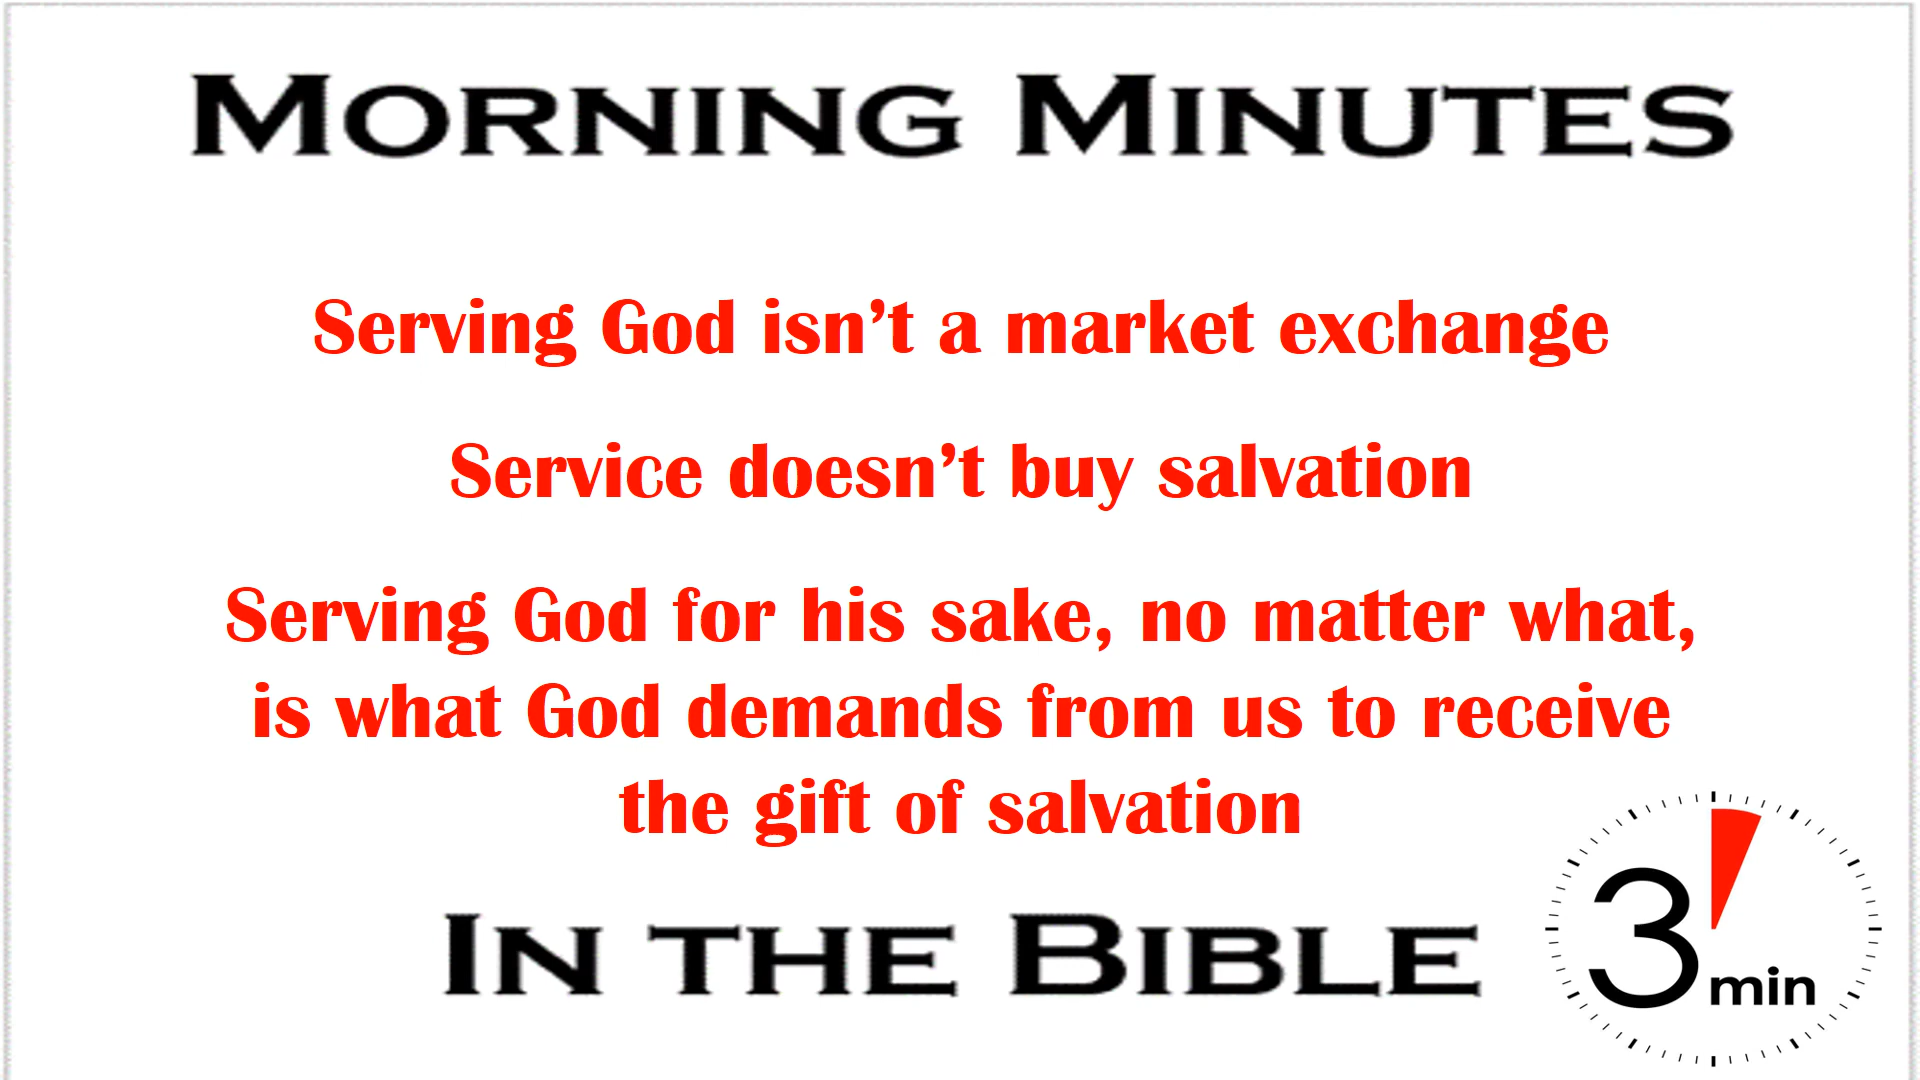 Morning Minutes
Serving God isn’t a market exchange
Service doesn’t buy salvation
Serving God for his sake, no matter what,
is what God demands from us to receive
the gift of salvation
In the Bible
3 min